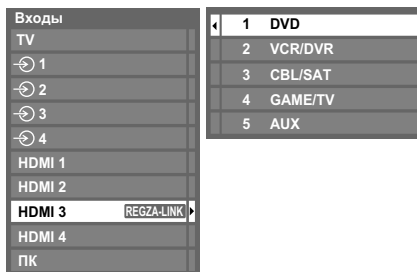 Входы
TV
1
2
3
4
HDMI 1
HDMI 2
HDMI 3 REGZA-LINK
HDMI 4
ПК
1 DVD
2 VCR/DVR
3 CBL/SAT
4 GAME/TV
5 AUX